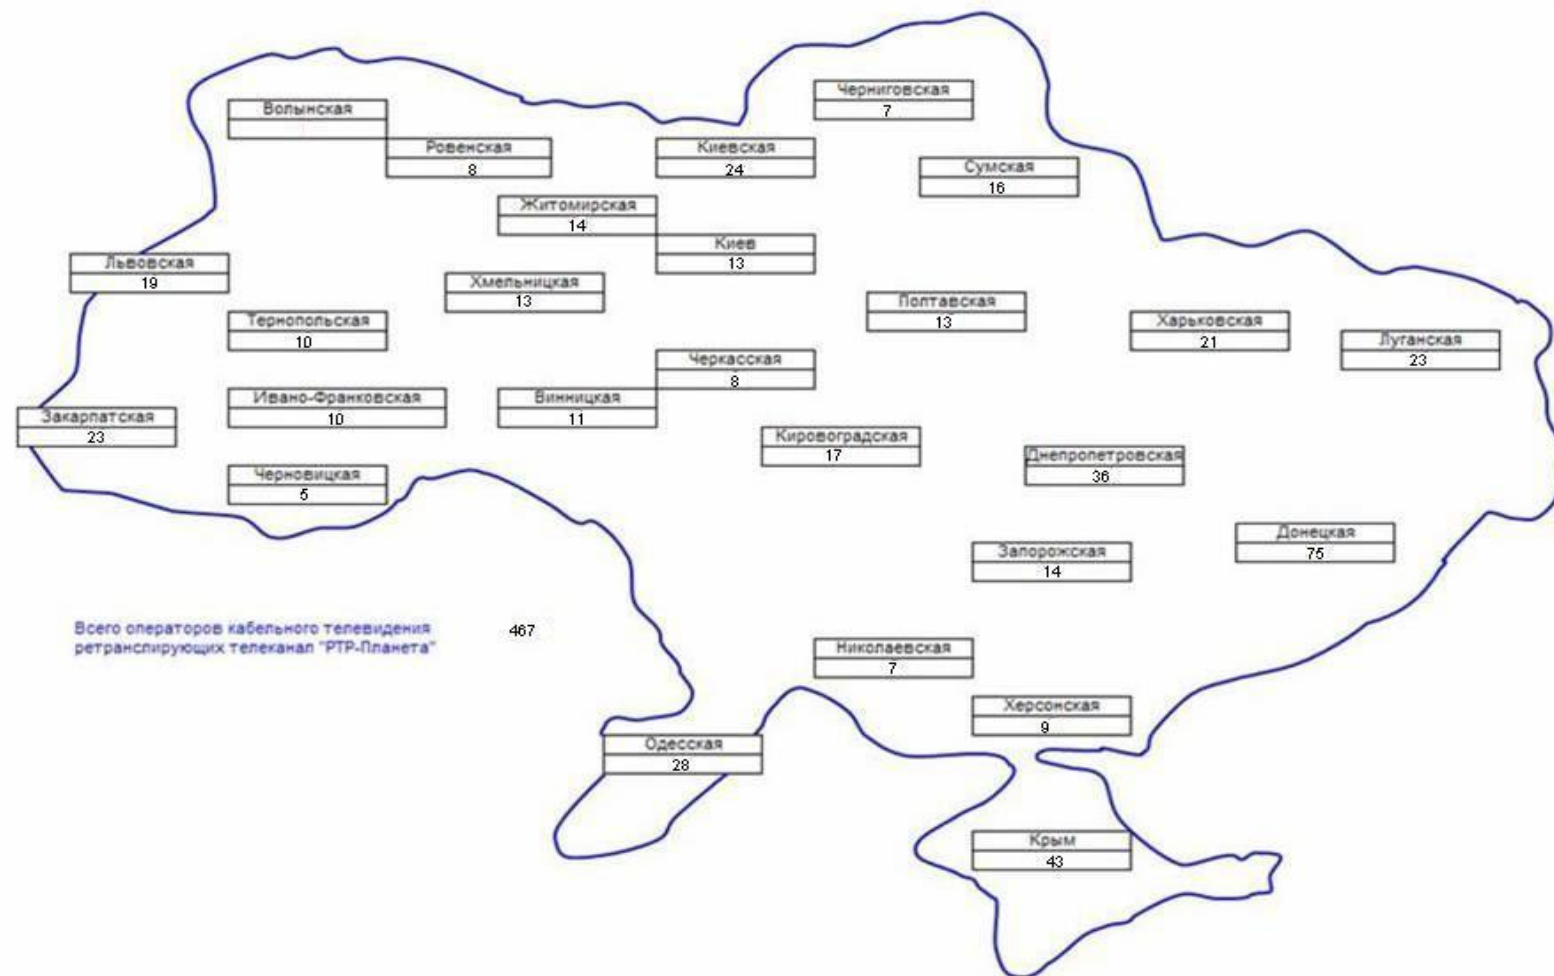 Черниговская
7
Волынская
Ровенская
8
Киевская
24
Сумская
16
Житомирская
14
Киев
13
Львовская
19
Хмельницкая
13
Полтавская
13
Тернопольская
10
Харьковская
21
Луганская
23
Черкасская
8
Ивано-Франковская
10
Винницкая
11
Закарпатская
23
Кировоградская
17
Днепропетровская
36
Черновицкая
5
Донецкая
75
Запорожская
14
Всего операторов кабельного телевидения
ретранслирующих телеканал "РТР-Планета"
467
Николаевская
7
Херсонская
9
Одесская
28
Крым
43